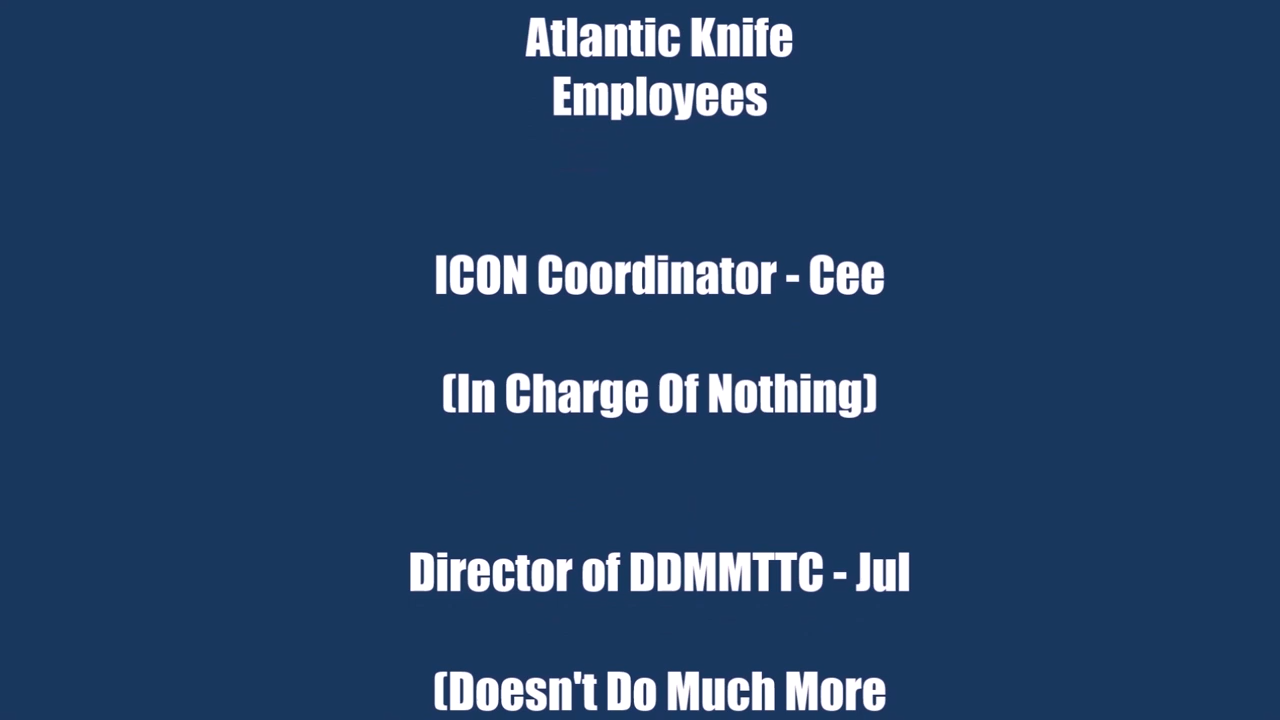 Atlantic Knife
Employees
ICON Coordinator - Cee
(In Charge Of Nothing)
Director of DDMMTTC - Jul
(Doesn't Do Much More